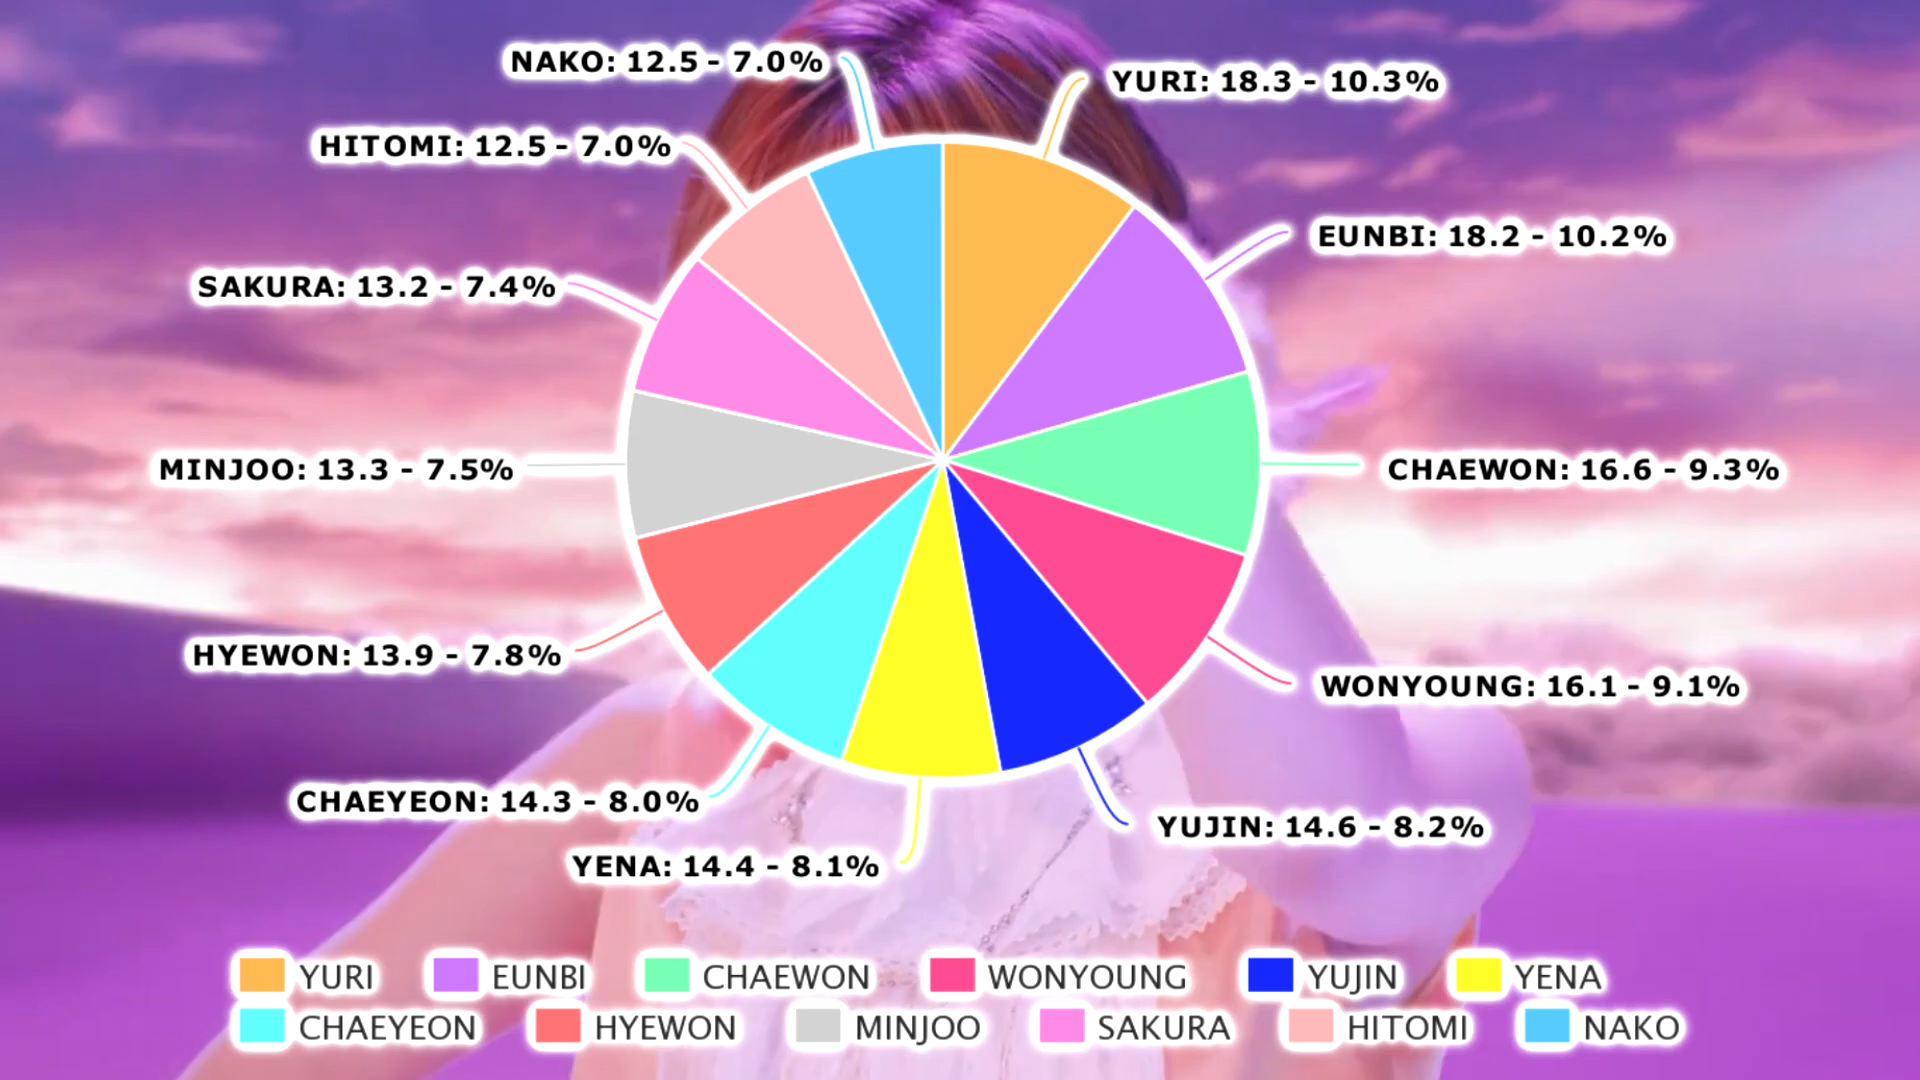 NAKO: 12.5 - 7.0%
YURI: 18.3 - 10.3%
HITOMI: 12.5 - 7.0%
EUNBI: 18.2 - 10.2%
SAKURA: 13.2 - 7.4%
MINJOO: 13.3 - 7.5%
CHAEWON: 16.6 - 9.3%
HYEWON: 13.9 - 7.8%
WONYOUNG: 16.1 - 9.1%
CHAEYEON: 14.3 - 8.0%
YUJIN: 14.6 - 8.2%
YENA: 14.4 - 8.1%
YURI EUNBI CHAEWON WONYOUNG YUJIN YENA
CHAEYEON HYEWON MINJOO SAKURA HITOMI NAKO